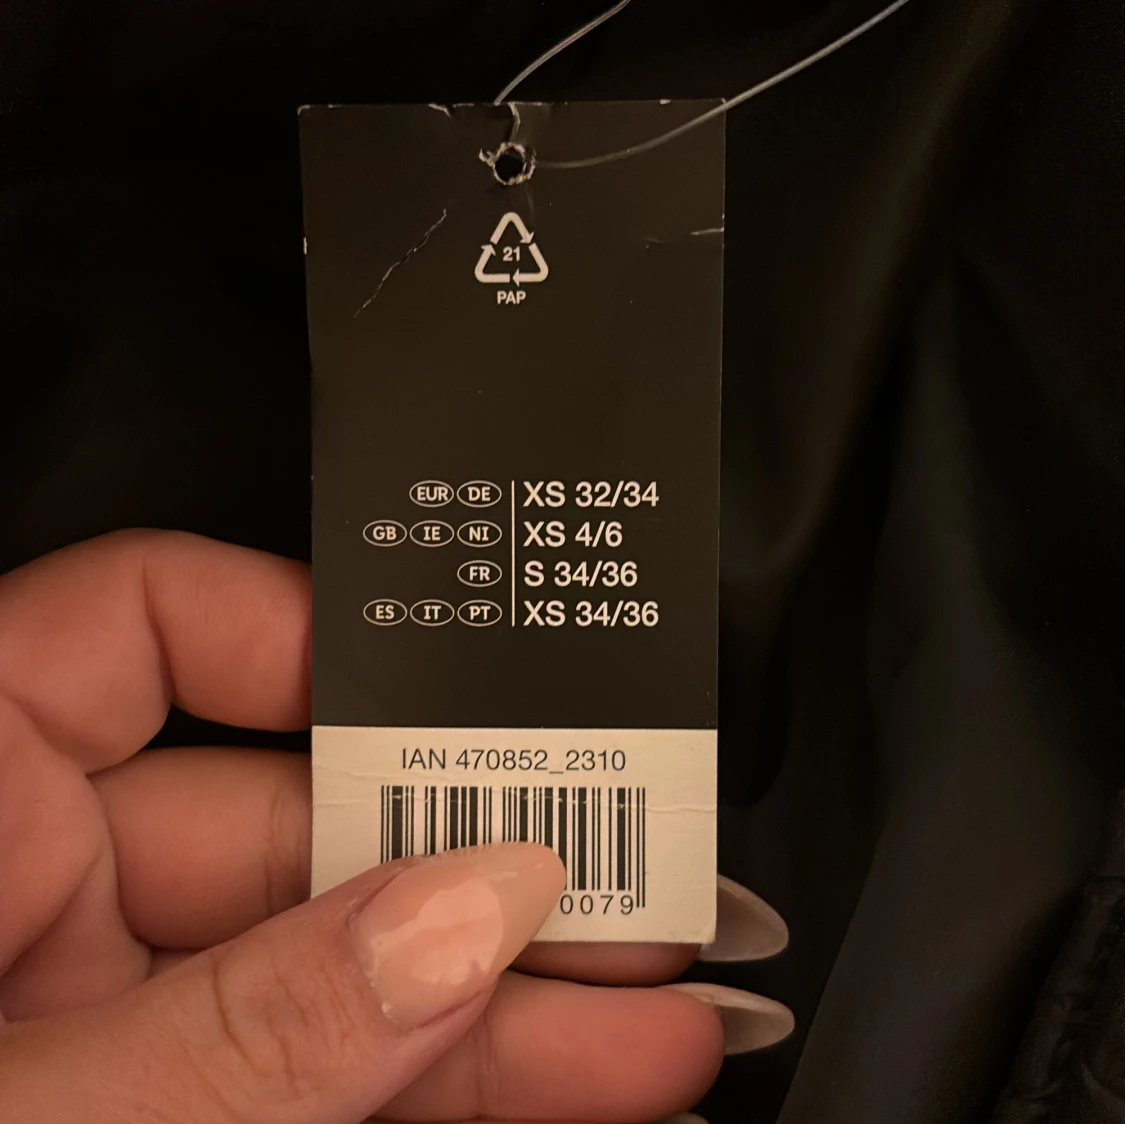 21
PAP
EUR DE XS 32/34
GB IE NI XS 4/6
FR S 34/36
ES IT PT XS 34/36
IAN 470852_2310
0079